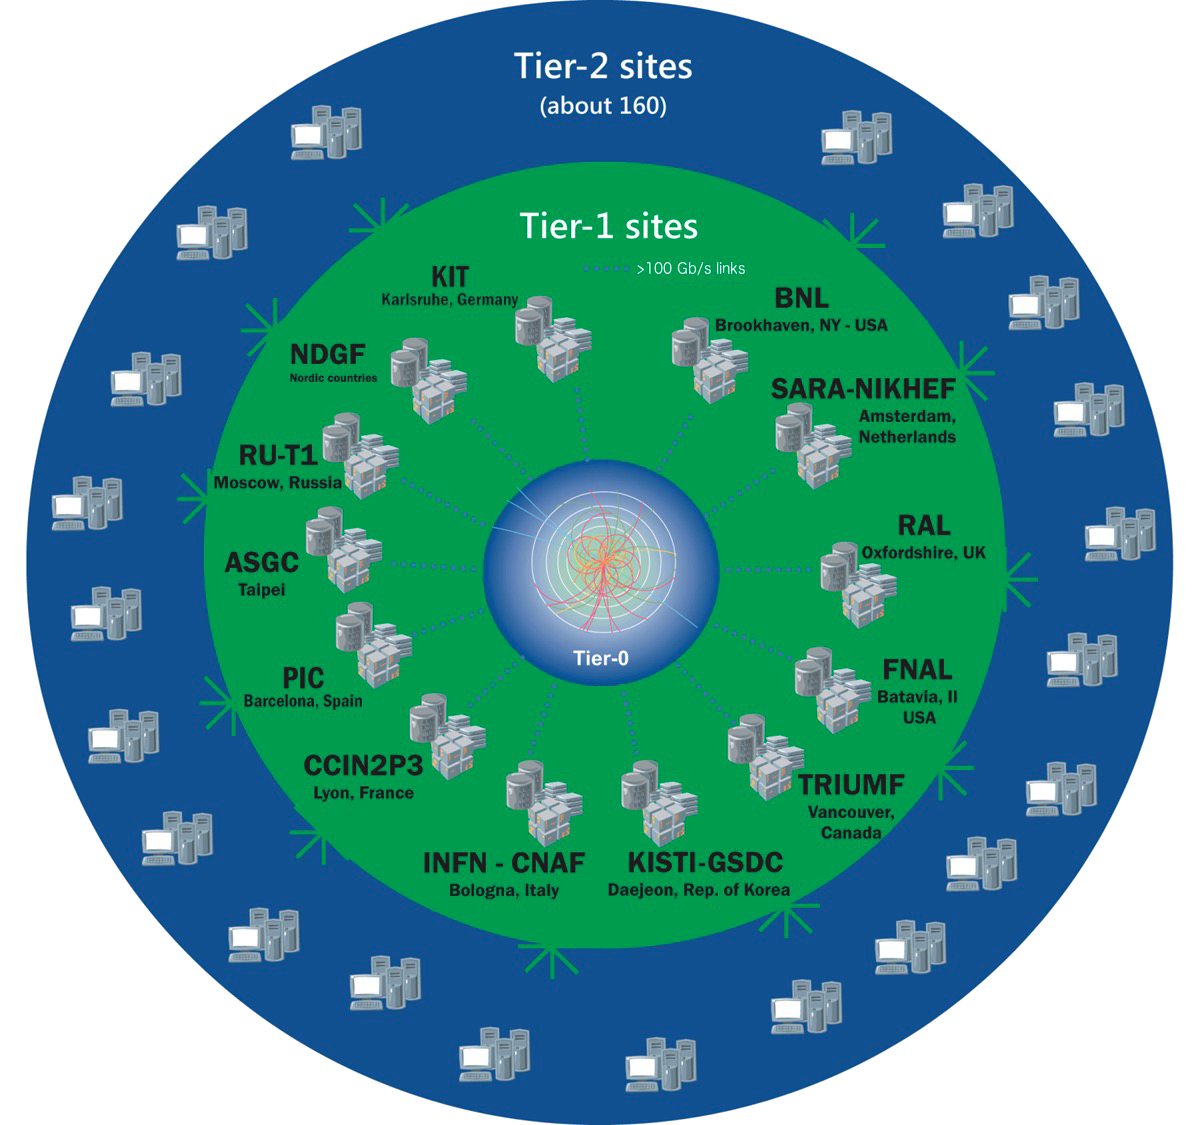 Tier-2 sites
(about 160)
Tier-1 sites
>100 Gb/s links
KIT
Karlsruhe, Germany
BNL
Brookhaven, NY - USA
NDGF
Nordic countries
SARA-NIKHEF
Amsterdam,
Netherlands
RU-T1
Moscow, Russia
RAL
Oxfordshire, UK
ASGC
Taipei
Tier-0
PIC
Barcelona, Spain
FNAL
Batavia, Il
USA
CCIN2P3
Lyon, France
TRIUMF
Vancouver,
Canada
INFN - CNAF
Bologna, Italy
KISTI-GSDC
Daejeon, Rep. of Korea